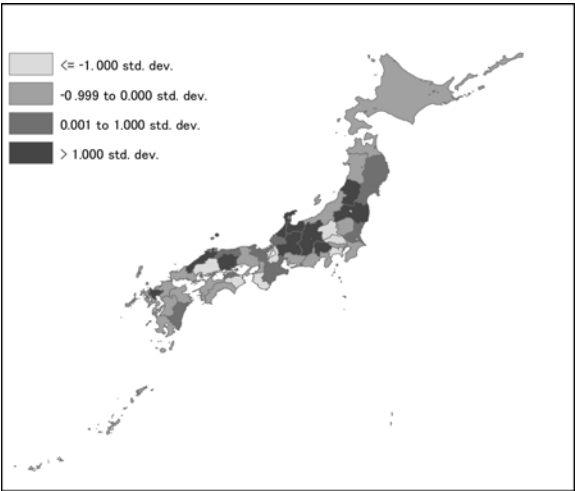 <= -1.000 std. dev.
-0.999 to 0.000 std. dev.
0.001 to 1.000 std. dev.
> 1.000 std. dev.